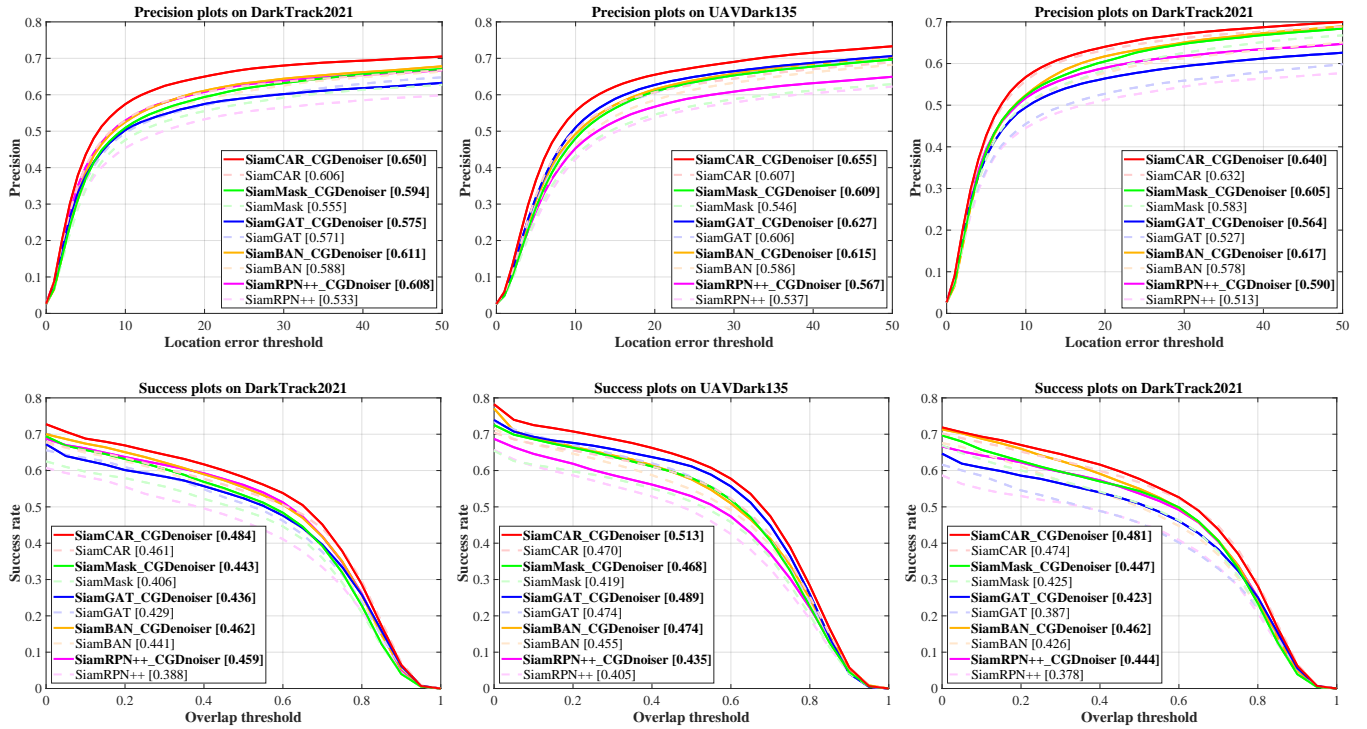 Precision plots on DarkTrack2021
Precision
0.8
0.7
0.6
0.5
0.4
0.3
0.2
0.1
0
SiamCAR_CGDenoiser [0.650]
SiamCAR [0.606]
SiamMask_CGDenoiser [0.594]
SiamMask [0.555]
SiamGAT_CGDenoiser [0.575]
SiamGAT [0.571]
SiamBAN_CGDenoiser [0.611]
SiamBAN [0.588]
SiamRPN++_CGDnoiser [0.608]
SiamRPN++ [0.533]
0 10 20 30 40 50
Location error threshold
Precision plots on UAVDark135
Precision
0.8
0.7
0.6
0.5
0.4
0.3
0.2
0.1
0
SiamCAR_CGDenoiser [0.655]
SiamCAR [0.607]
SiamMask_CGDenoiser [0.609]
SiamMask [0.546]
SiamGAT_CGDenoiser [0.627]
SiamGAT [0.606]
SiamBAN_CGDenoiser [0.615]
SiamBAN [0.586]
SiamRPN++_CGDnoiser [0.567]
SiamRPN++ [0.537]
0 10 20 30 40 50
Location error threshold
Precision plots on DarkTrack2021
Precision
0.7
0.6
0.5
0.4
0.3
0.2
0.1
0
SiamCAR_CGDenoiser [0.640]
SiamCAR [0.632]
SiamMask_CGDenoiser [0.605]
SiamMask [0.583]
SiamGAT_CGDenoiser [0.564]
SiamGAT [0.527]
SiamBAN_CGDenoiser [0.617]
SiamBAN [0.578]
SiamRPN++_CGDnoiser [0.590]
SiamRPN++ [0.513]
0 10 20 30 40 50
Location error threshold
Success plots on DarkTrack2021
Success rate
0.8
0.7
0.6
0.5
0.4
0.3
0.2
0.1
0
SiamCAR_CGDenoiser [0.484]
SiamCAR [0.461]
SiamMask_CGDenoiser [0.443]
SiamMask [0.406]
SiamGAT_CGDenoiser [0.436]
SiamGAT [0.429]
SiamBAN_CGDenoiser [0.462]
SiamBAN [0.441]
SiamRPN++_CGDnoiser [0.459]
SiamRPN++ [0.388]
0 0.2 0.4 0.6 0.8 1
Overlap threshold
Success plots on UAVDark135
Success rate
0.8
0.7
0.6
0.5
0.4
0.3
0.2
0.1
0
SiamCAR_CGDenoiser [0.513]
SiamCAR [0.470]
SiamMask_CGDenoiser [0.468]
SiamMask [0.419]
SiamGAT_CGDenoiser [0.489]
SiamGAT [0.474]
SiamBAN_CGDenoiser [0.474]
SiamBAN [0.455]
SiamRPN++_CGDnoiser [0.435]
SiamRPN++ [0.405]
0 0.2 0.4 0.6 0.8 1
Overlap threshold
Success plots on DarkTrack2021
Success rate
0.8
0.7
0.6
0.5
0.4
0.3
0.2
0.1
0
SiamCAR_CGDenoiser [0.481]
SiamCAR [0.474]
SiamMask_CGDenoiser [0.447]
SiamMask [0.425]
SiamGAT_CGDenoiser [0.423]
SiamGAT [0.387]
SiamBAN_CGDenoiser [0.462]
SiamBAN [0.426]
SiamRPN++_CGDnoiser [0.444]
SiamRPN++ [0.378]
0 0.2 0.4 0.6 0.8 1
Overlap threshold